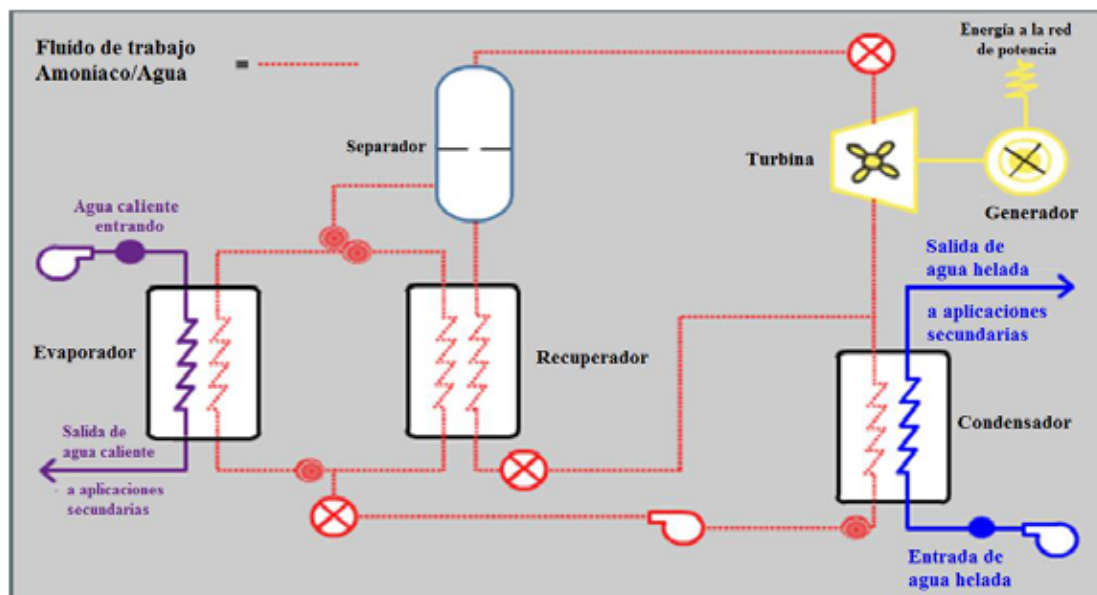 Fluído de trabajo
Amoníaco/Agua
=
Energía a la red
de potencia
Separador
Turbina
Generador
Agua caliente
entrando
Salida de
agua helada
a aplicaciones
secundarias
Evaporador
Recuperador
Condensador
Salida de
agua caliente
a aplicaciones
secundarias
Entrada de
agua helada